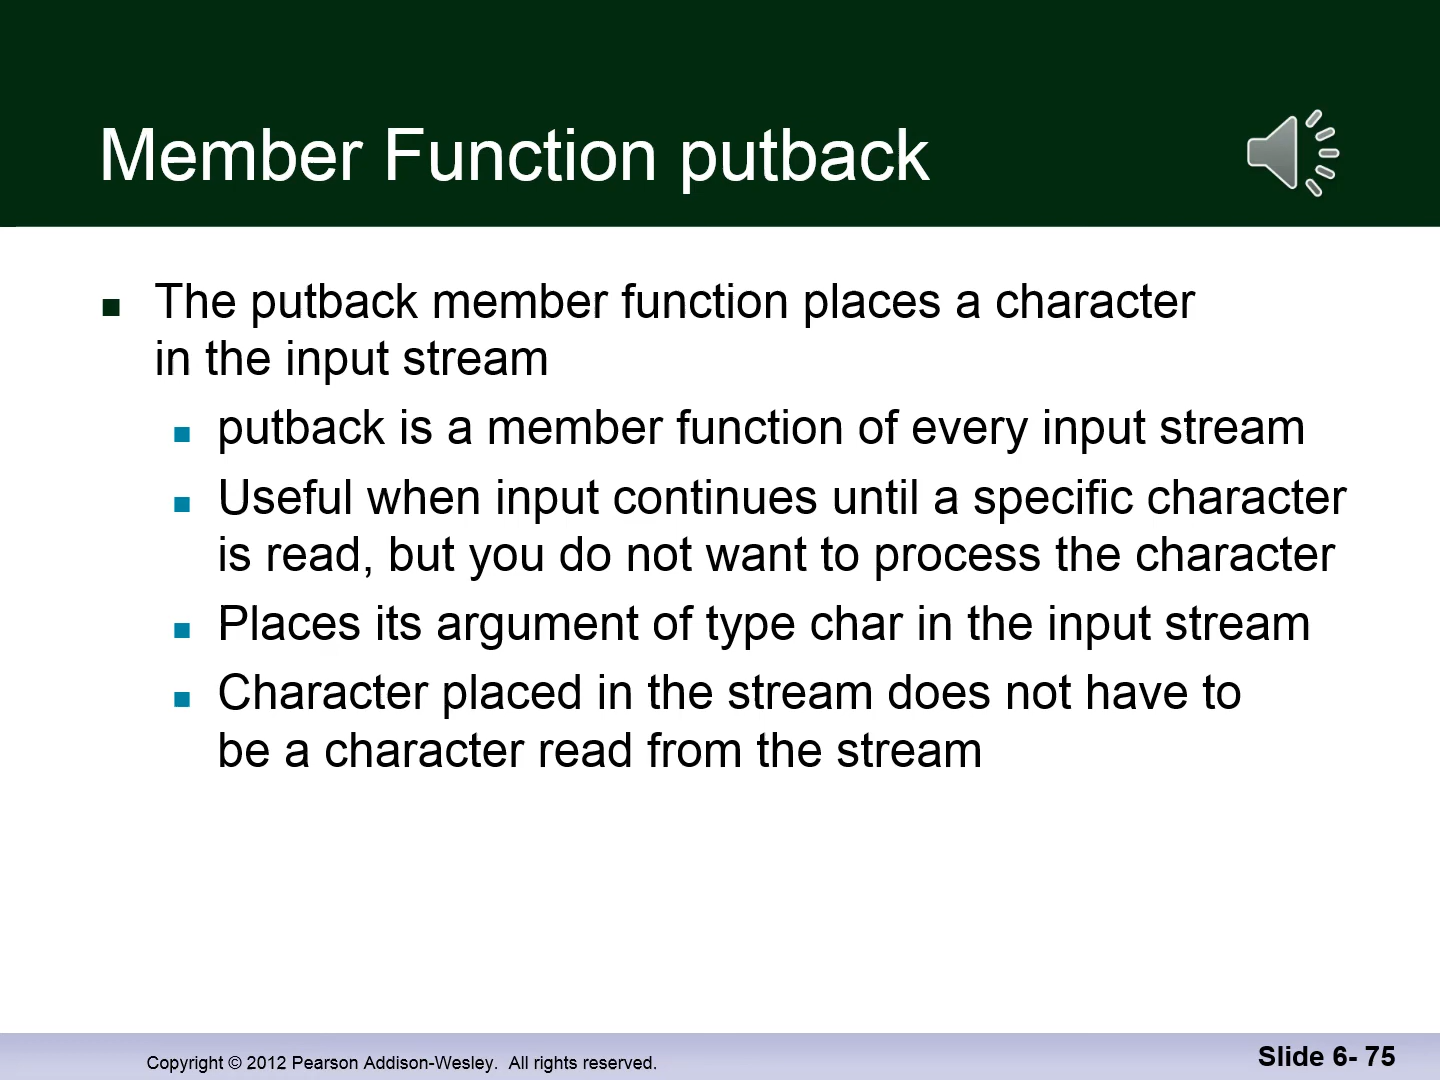 Member Function putback
The putback member function places a character
in the input stream
putback is a member function of every input stream
Useful when input continues until a specific character
is read, but you do not want to process the character
Places its argument of type char in the input stream
Character placed in the stream does not have to
be a character read from the stream
Copyright © 2012 Pearson Addison-Wesley.  All rights reserved.
Slide 6- 75